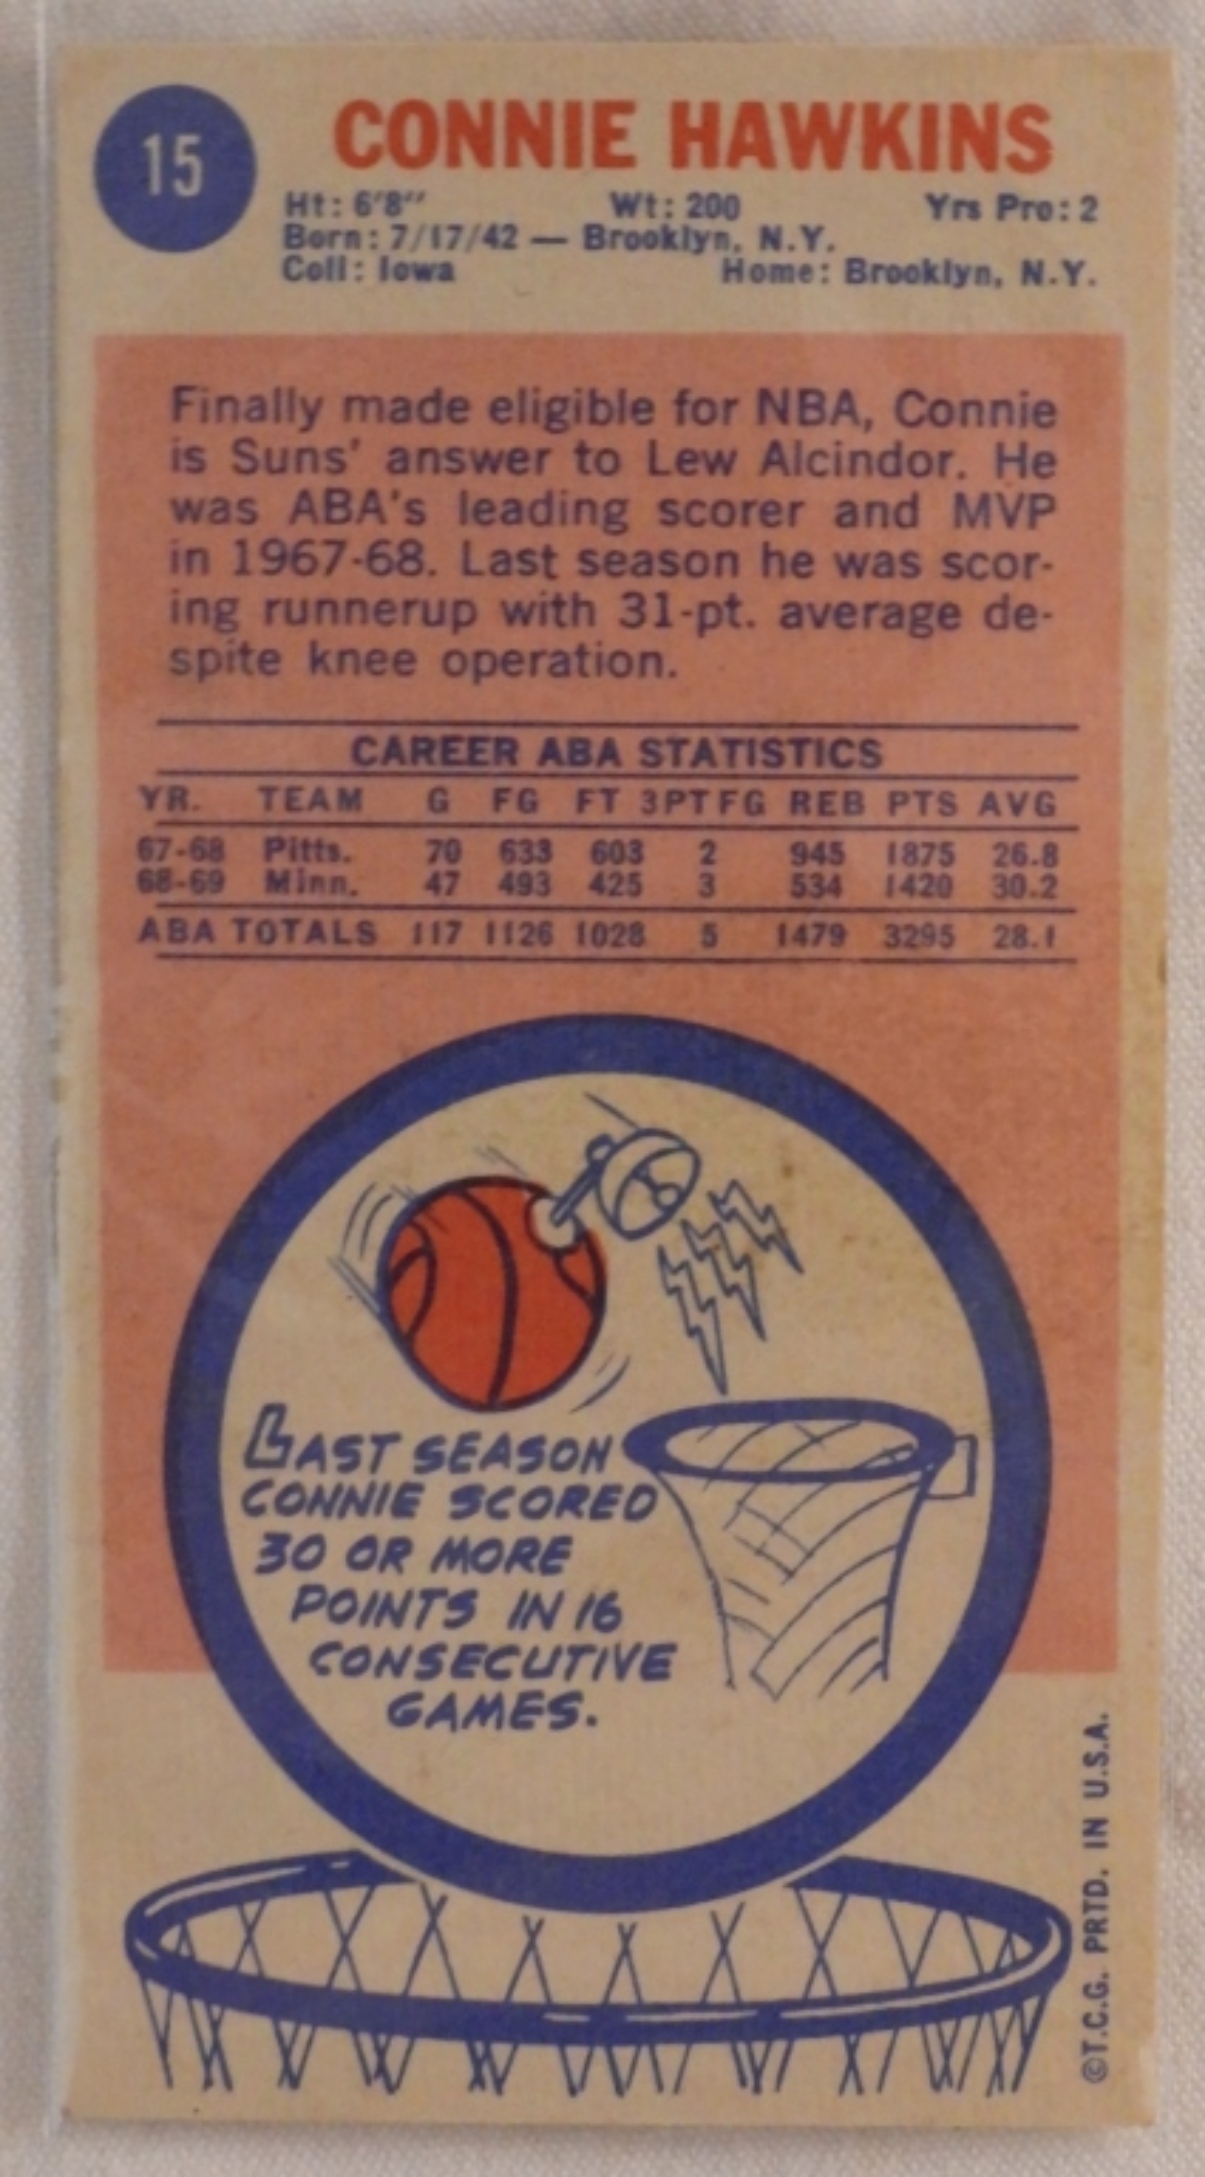 15
CONNIE HAWKINS
Ht: 6'8" Wt: 200 Yrs Pro: 2
Born: 7/17/42 — Brooklyn, N.Y.
Coll: Iowa Home: Brooklyn, N.Y.
Finally made eligible for NBA, Connie
is Suns' answer to Lew Alcindor. He
was ABA's leading scorer and MVP
in 1967-68. Last season he was scor-
ing runnerup with 31-pt. average de-
spite knee operation.
CAREER ABA STATISTICS
YR. TEAM G FG FT 3PTFG REB PTS AVG
67-68 Pitts. 70 633 603 2 945 1875 26.8
68-69 Minn. 47 493 425 3 534 1420 30.2
ABA TOTALS 117 1126 1028 5 1479 3295 28.1
LAST SEASON
CONNIE SCORED
30 OR MORE
POINTS IN 16
CONSECUTIVE
GAMES.
©T.C.G. PRTD. IN U.S.A.